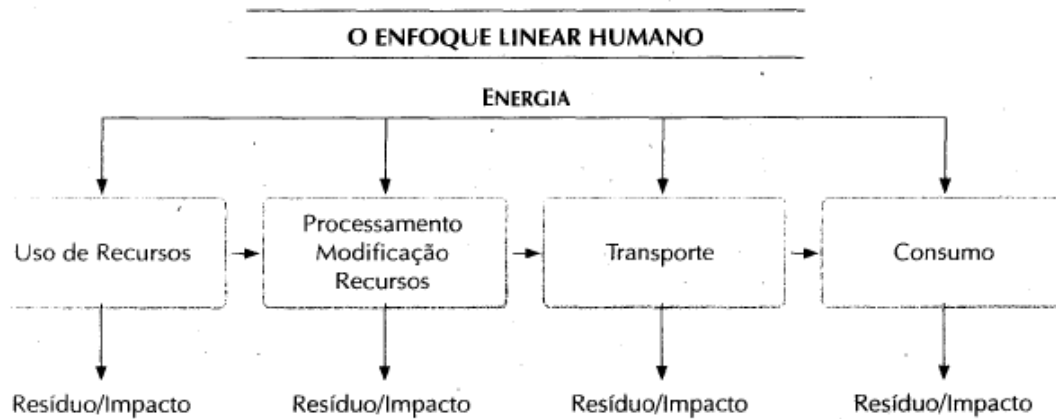 O ENFOQUE LINEAR HUMANO
ENERGIA
Uso de Recursos
Processamento
Modificação
Recursos
Transporte
Consumo
Resíduo/Impacto
Resíduo/Impacto
Resíduo/Impacto
Resíduo/Impacto